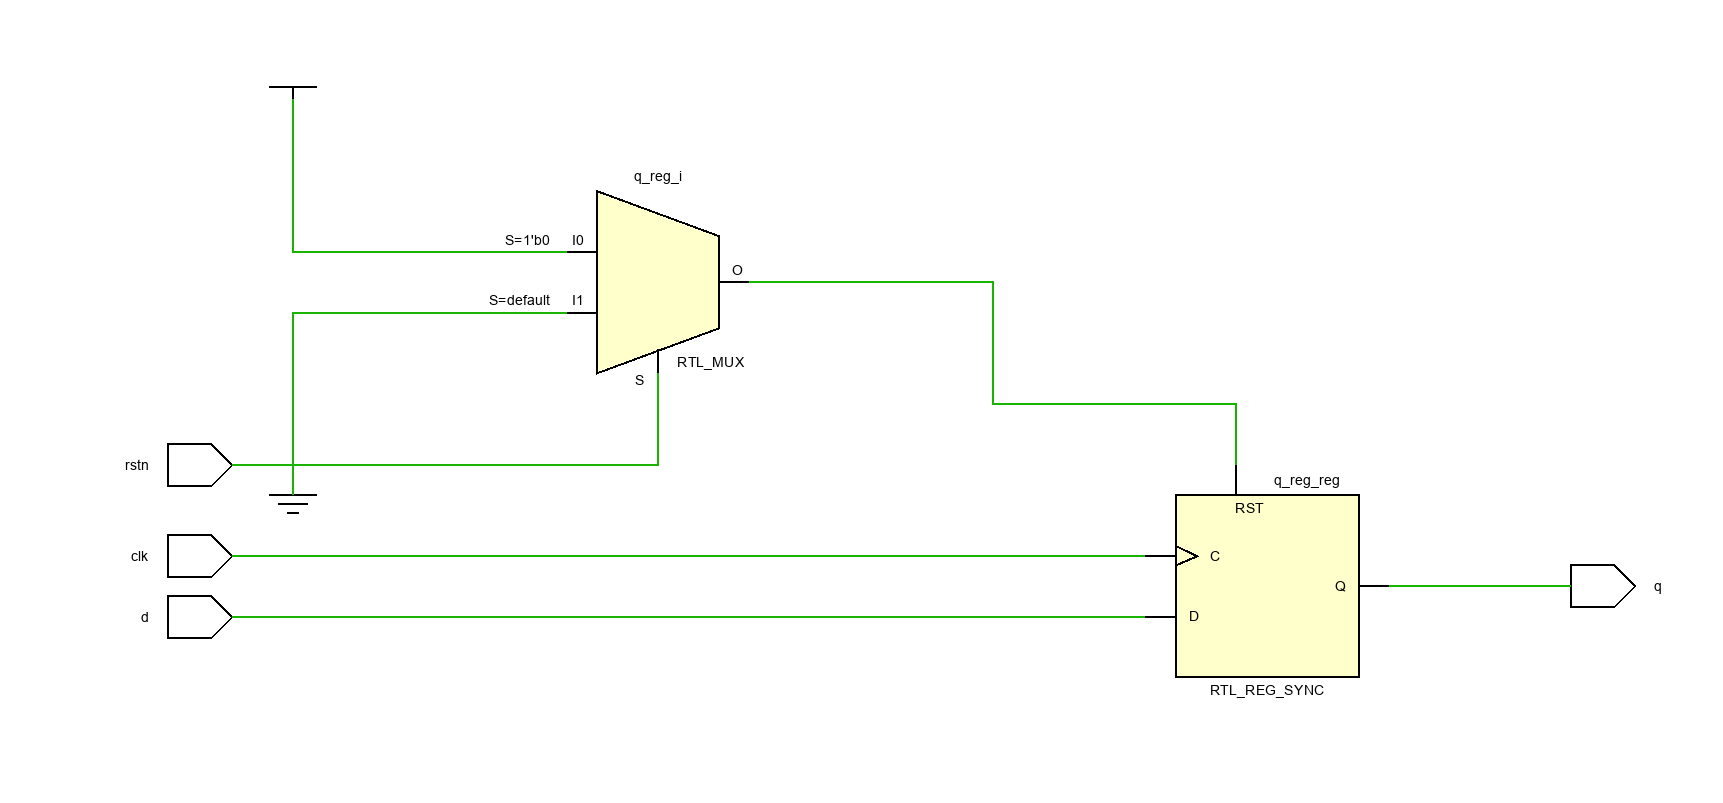 q_reg_i
S=1'b0 I0
O
S=default I1
RTL_MUX
S
rstn
q_reg_reg
RST
clk
C
Q
q
d
D
RTL_REG_SYNC